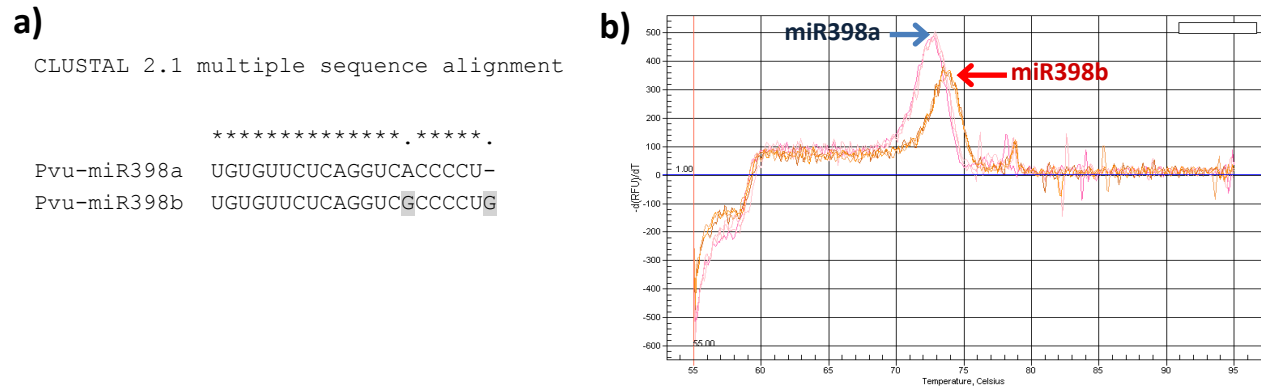 a)
CLUSTAL 2.1 multiple sequence alignment
**************.*****.
Pvu-miR398a UGUGUUCUCAGGUCACCCCU-
Pvu-miR398b UGUGUUCUCAGGUCGCCCCUG
b)
miR398a
miR398b
-d(RFU)/dT
500
400
300
200
100
0
-100
-200
-300
-400
-500
-600
1.00
55.00
55 60 65 70 75 80 85 90 95
Temperature, Celsius